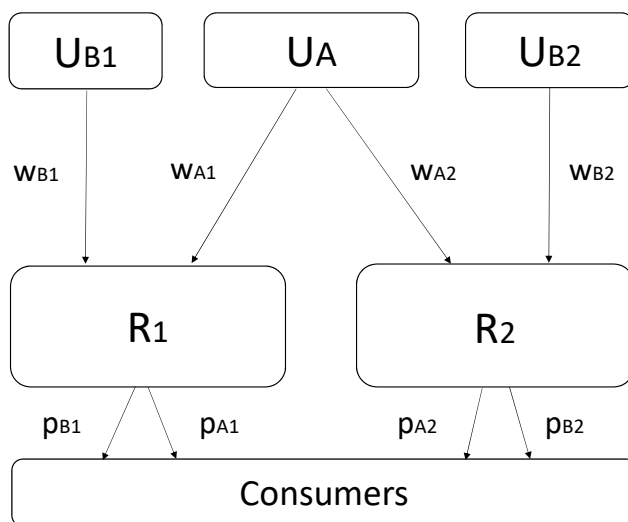 UB1 UA UB2
wB1 wA1 wA2 wB2
R1 R2
pB1 pA1 pA2 pB2
Consumers